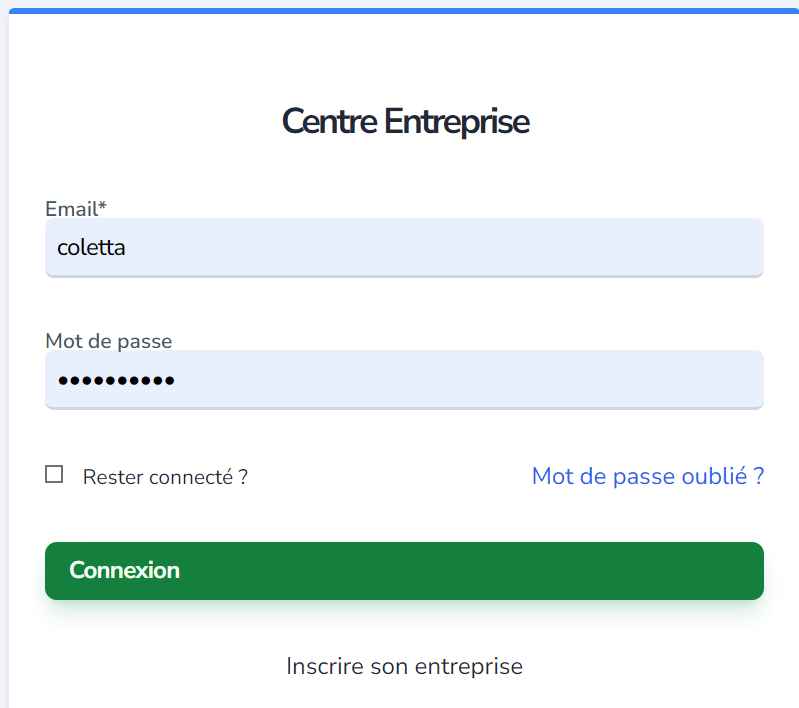 Centre Entreprise
Email*
coletta
Mot de passe
••••••••••
Rester connecté ? Mot de passe oublié ?
Connexion
Inscrire son entreprise